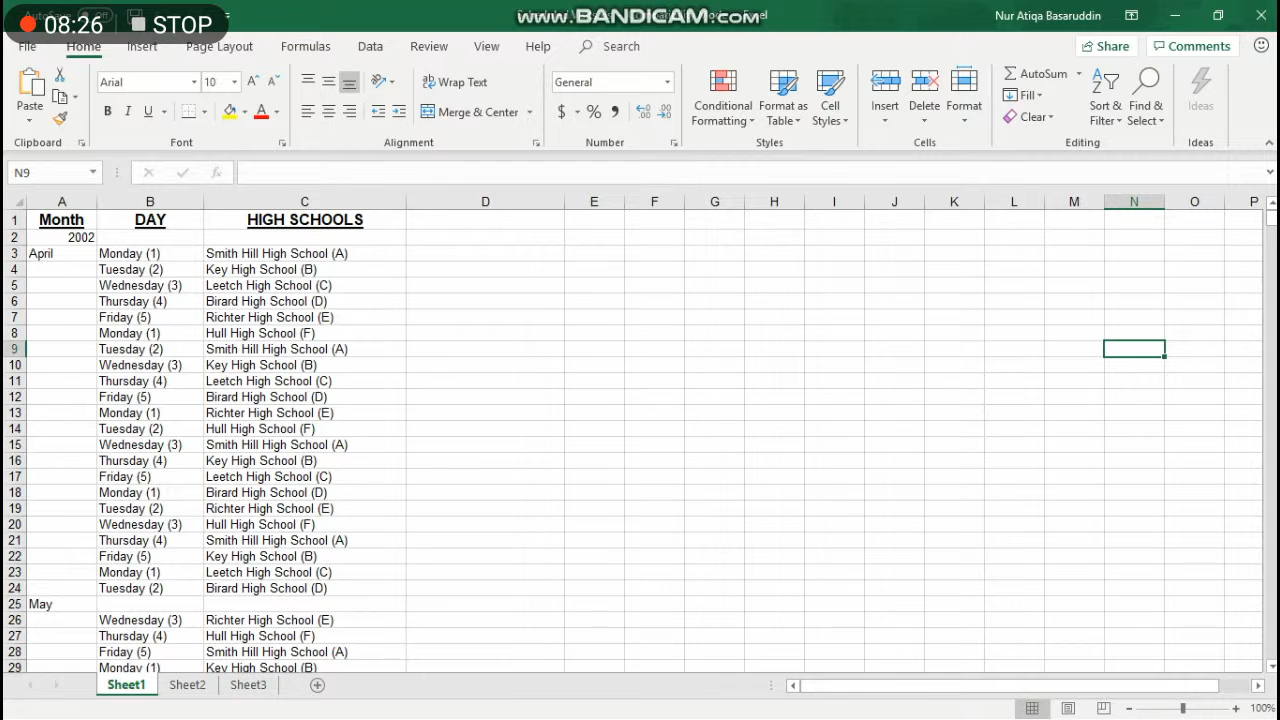 08:26 STOP
www.BANDICAM.com
Nur Atiqa Basaruddin
File Home Insert Page Layout Formulas Data Review View Help Search Share Comments
Paste
Arial 10
Wrap Text
General
Conditional Formatting
Format as Table
Cell Styles
Insert Delete Format
AutoSum
Fill
Clear
Sort & Filter
Find & Select
Ideas
B I U
Merge & Center
$ % ,
Clipboard Font Alignment Number Styles Cells Editing Ideas
N9 fx
A B C D E F G H I J K L M N O P
1 Month DAY HIGH SCHOOLS
2 2002
3 April Monday (1) Smith Hill High School (A)
4 Tuesday (2) Key High School (B)
5 Wednesday (3) Leetch High School (C)
6 Thursday (4) Birard High School (D)
7 Friday (5) Richter High School (E)
8 Monday (1) Hull High School (F)
9 Tuesday (2) Smith Hill High School (A)
10 Wednesday (3) Key High School (B)
11 Thursday (4) Leetch High School (C)
12 Friday (5) Birard High School (D)
13 Monday (1) Richter High School (E)
14 Tuesday (2) Hull High School (F)
15 Wednesday (3) Smith Hill High School (A)
16 Thursday (4) Key High School (B)
17 Friday (5) Leetch High School (C)
18 Monday (1) Birard High School (D)
19 Tuesday (2) Richter High School (E)
20 Wednesday (3) Hull High School (F)
21 Thursday (4) Smith Hill High School (A)
22 Friday (5) Key High School (B)
23 Monday (1) Leetch High School (C)
24 Tuesday (2) Birard High School (D)
25 May
26 Wednesday (3) Richter High School (E)
27 Thursday (4) Hull High School (F)
28 Friday (5) Smith Hill High School (A)
29 Monday (1) Key High School (B)
Sheet1 Sheet2 Sheet3
100%